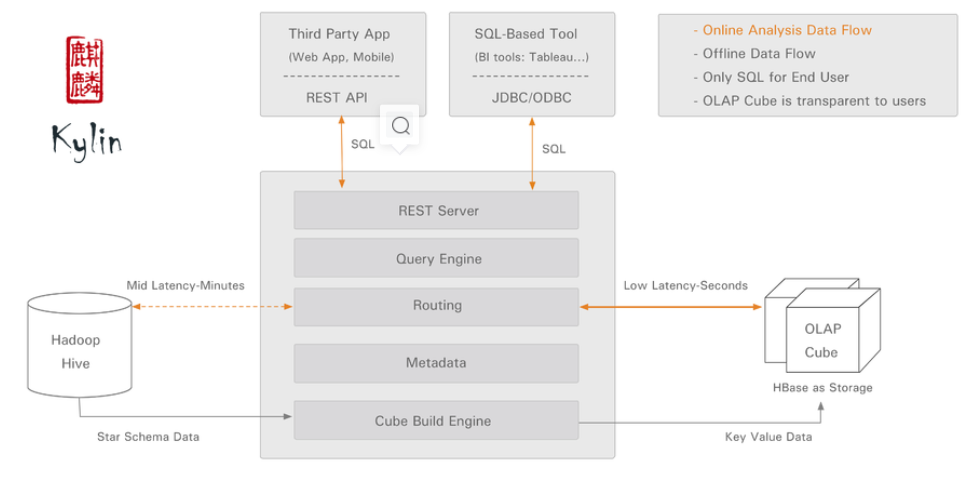 麒麟
Kylin
Third Party App
(Web App, Mobile)
REST API
SQL-Based Tool
(BI tools: Tableau...)
JDBC/ODBC
- Online Analysis Data Flow
- Offline Data Flow
- Only SQL for End User
- OLAP Cube is transparent to users
SQL
SQL
REST Server
Query Engine
Mid Latency-Minutes
Routing
Low Latency-Seconds
Hadoop
Hive
OLAP
Cube
Metadata
HBase as Storage
Cube Build Engine
Star Schema Data
Key Value Data